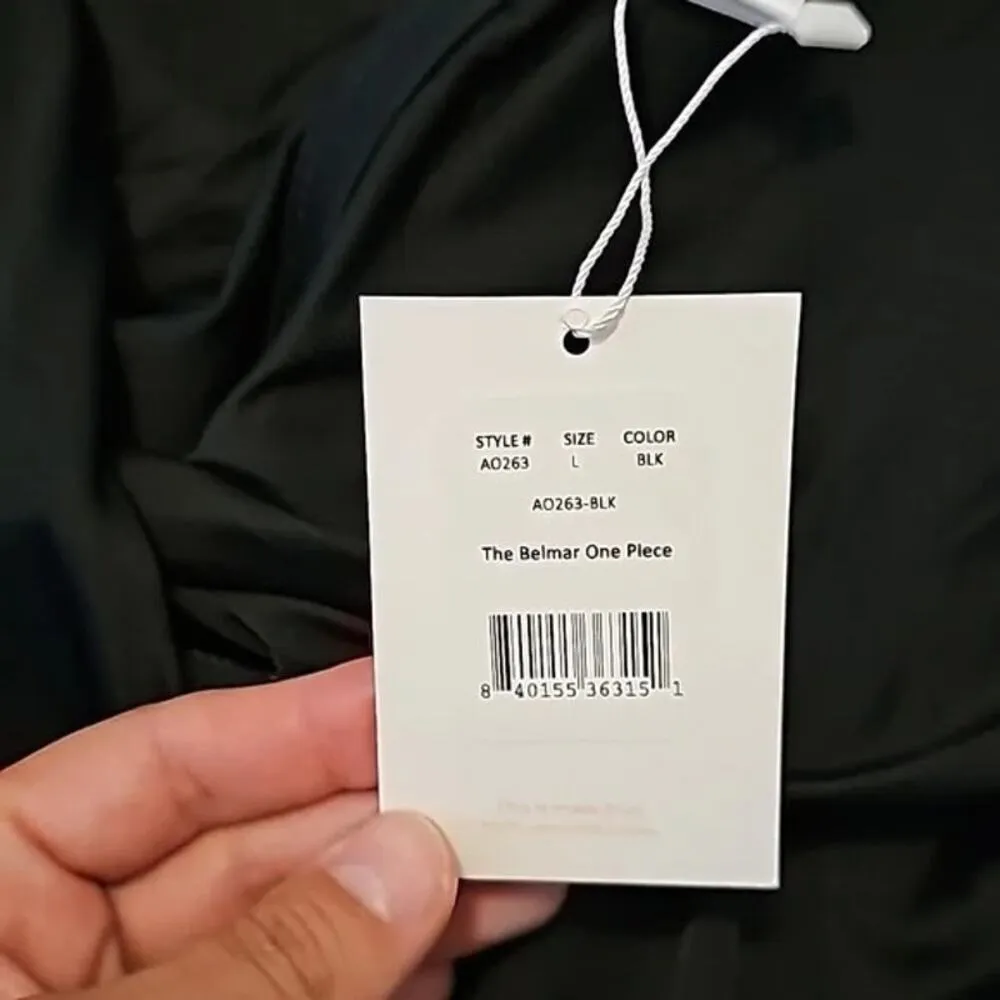 STYLE # SIZE COLOR
AO263 L BLK
AO263-BLK
The Belmar One Piece
8 40155 36315 1